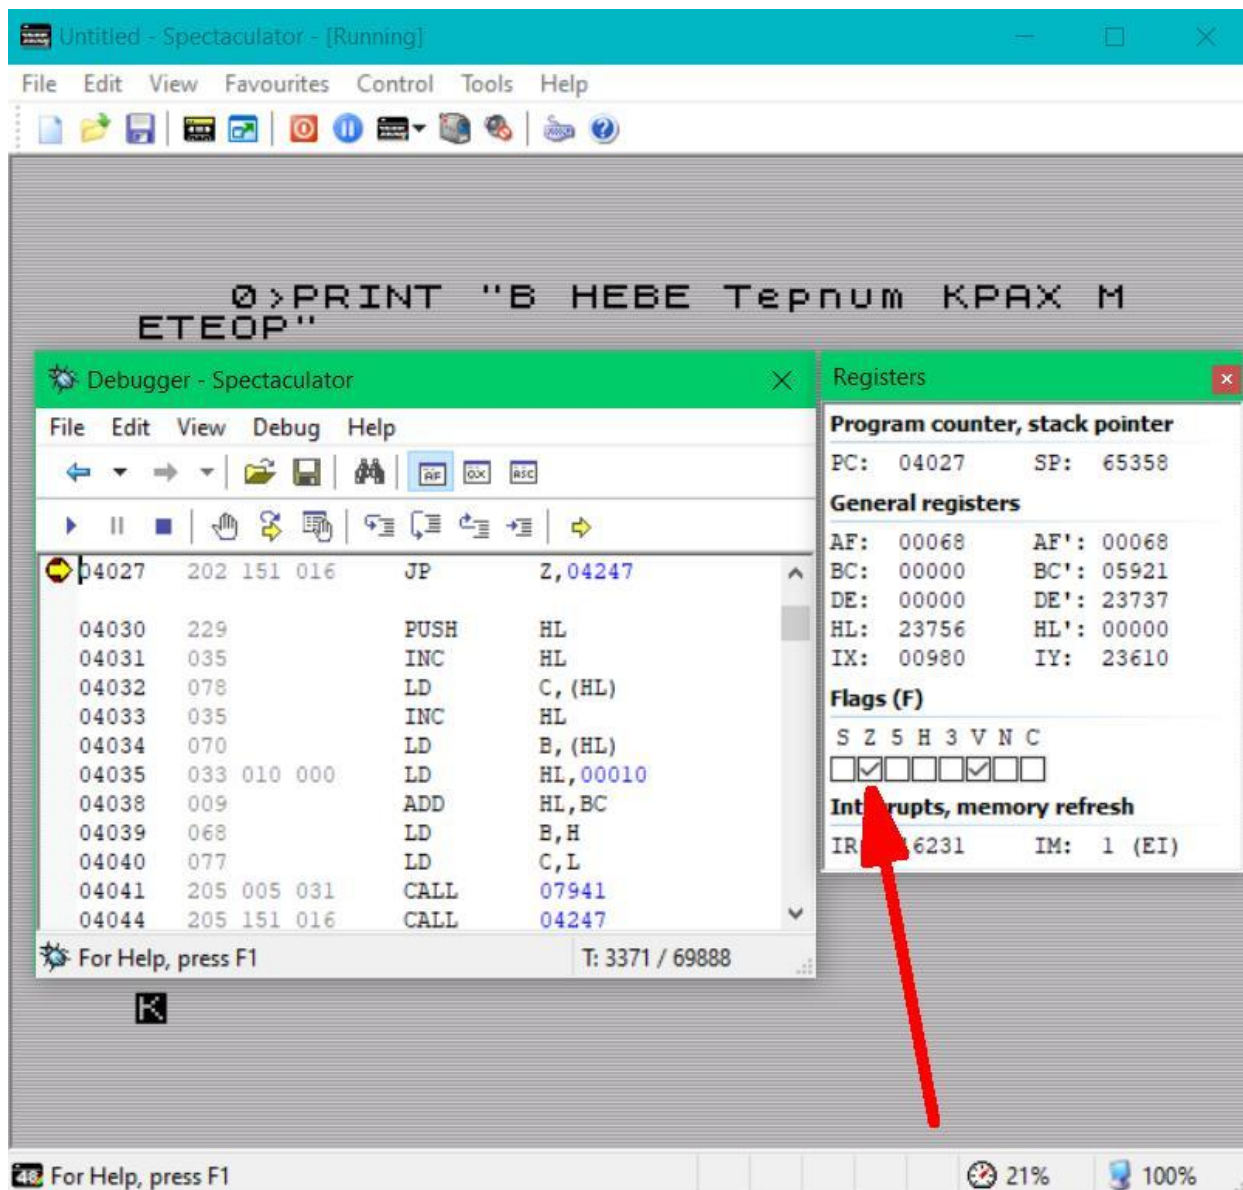 Untitled - Spectaculator - [Running]
File Edit View Favourites Control Tools Help
0>PRINT "В НЕВЕ Терпит КРАХ М
ЕТЕОР"
Debugger - Spectaculator
File Edit View Debug Help
04027 202 151 016 JP Z,04247
04030 229 PUSH HL
04031 035 INC HL
04032 078 LD C,(HL)
04033 035 INC HL
04034 070 LD B,(HL)
04035 033 010 000 LD HL,00010
04038 009 ADD HL,BC
04039 068 LD B,H
04040 077 LD C,L
04041 205 005 031 CALL 07941
04044 205 151 016 CALL 04247
For Help, press F1 T: 3371 / 69888
Registers
Program counter, stack pointer
PC: 04027 SP: 65358
General registers
AF: 00068 AF': 00068
BC: 00000 BC': 05921
DE: 00000 DE': 23737
HL: 23756 HL': 00000
IX: 00980 IY: 23610
Flags (F)
S Z 5 H 3 V N C
memory refresh
IM: 1 (EI)
K
For Help, press F1 21% 100%